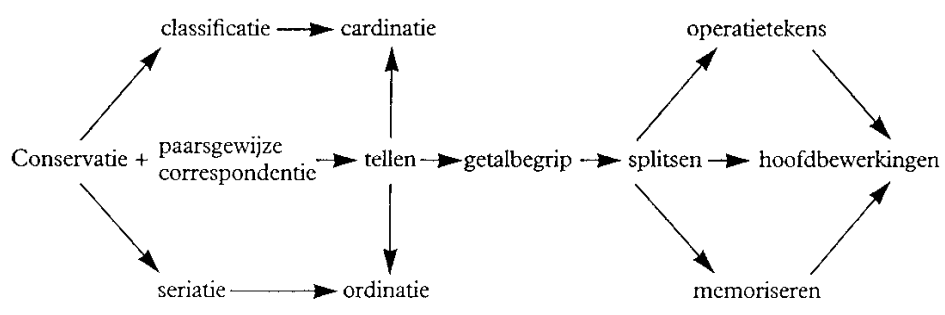 classificatie cardinatie operatietekens
Conservatie + paarsgewijze
correspondentie tellen getalbegrip splitsen hoofdbewerkingen
seriatie ordinatie memoriseren